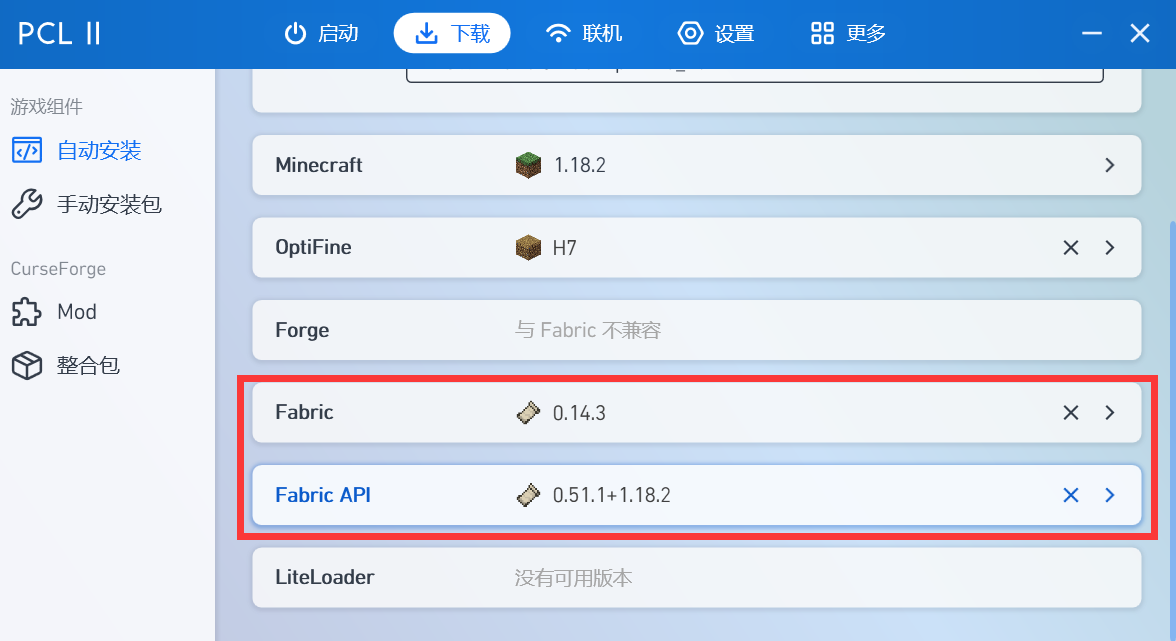 PCL II
启动
下载
联机
设置
更多
游戏组件
自动安装
手动安装包
CurseForge
Mod
整合包
Minecraft 1.18.2
OptiFine H7
Forge 与 Fabric 不兼容
Fabric 0.14.3
Fabric API 0.51.1+1.18.2
LiteLoader 没有可用版本